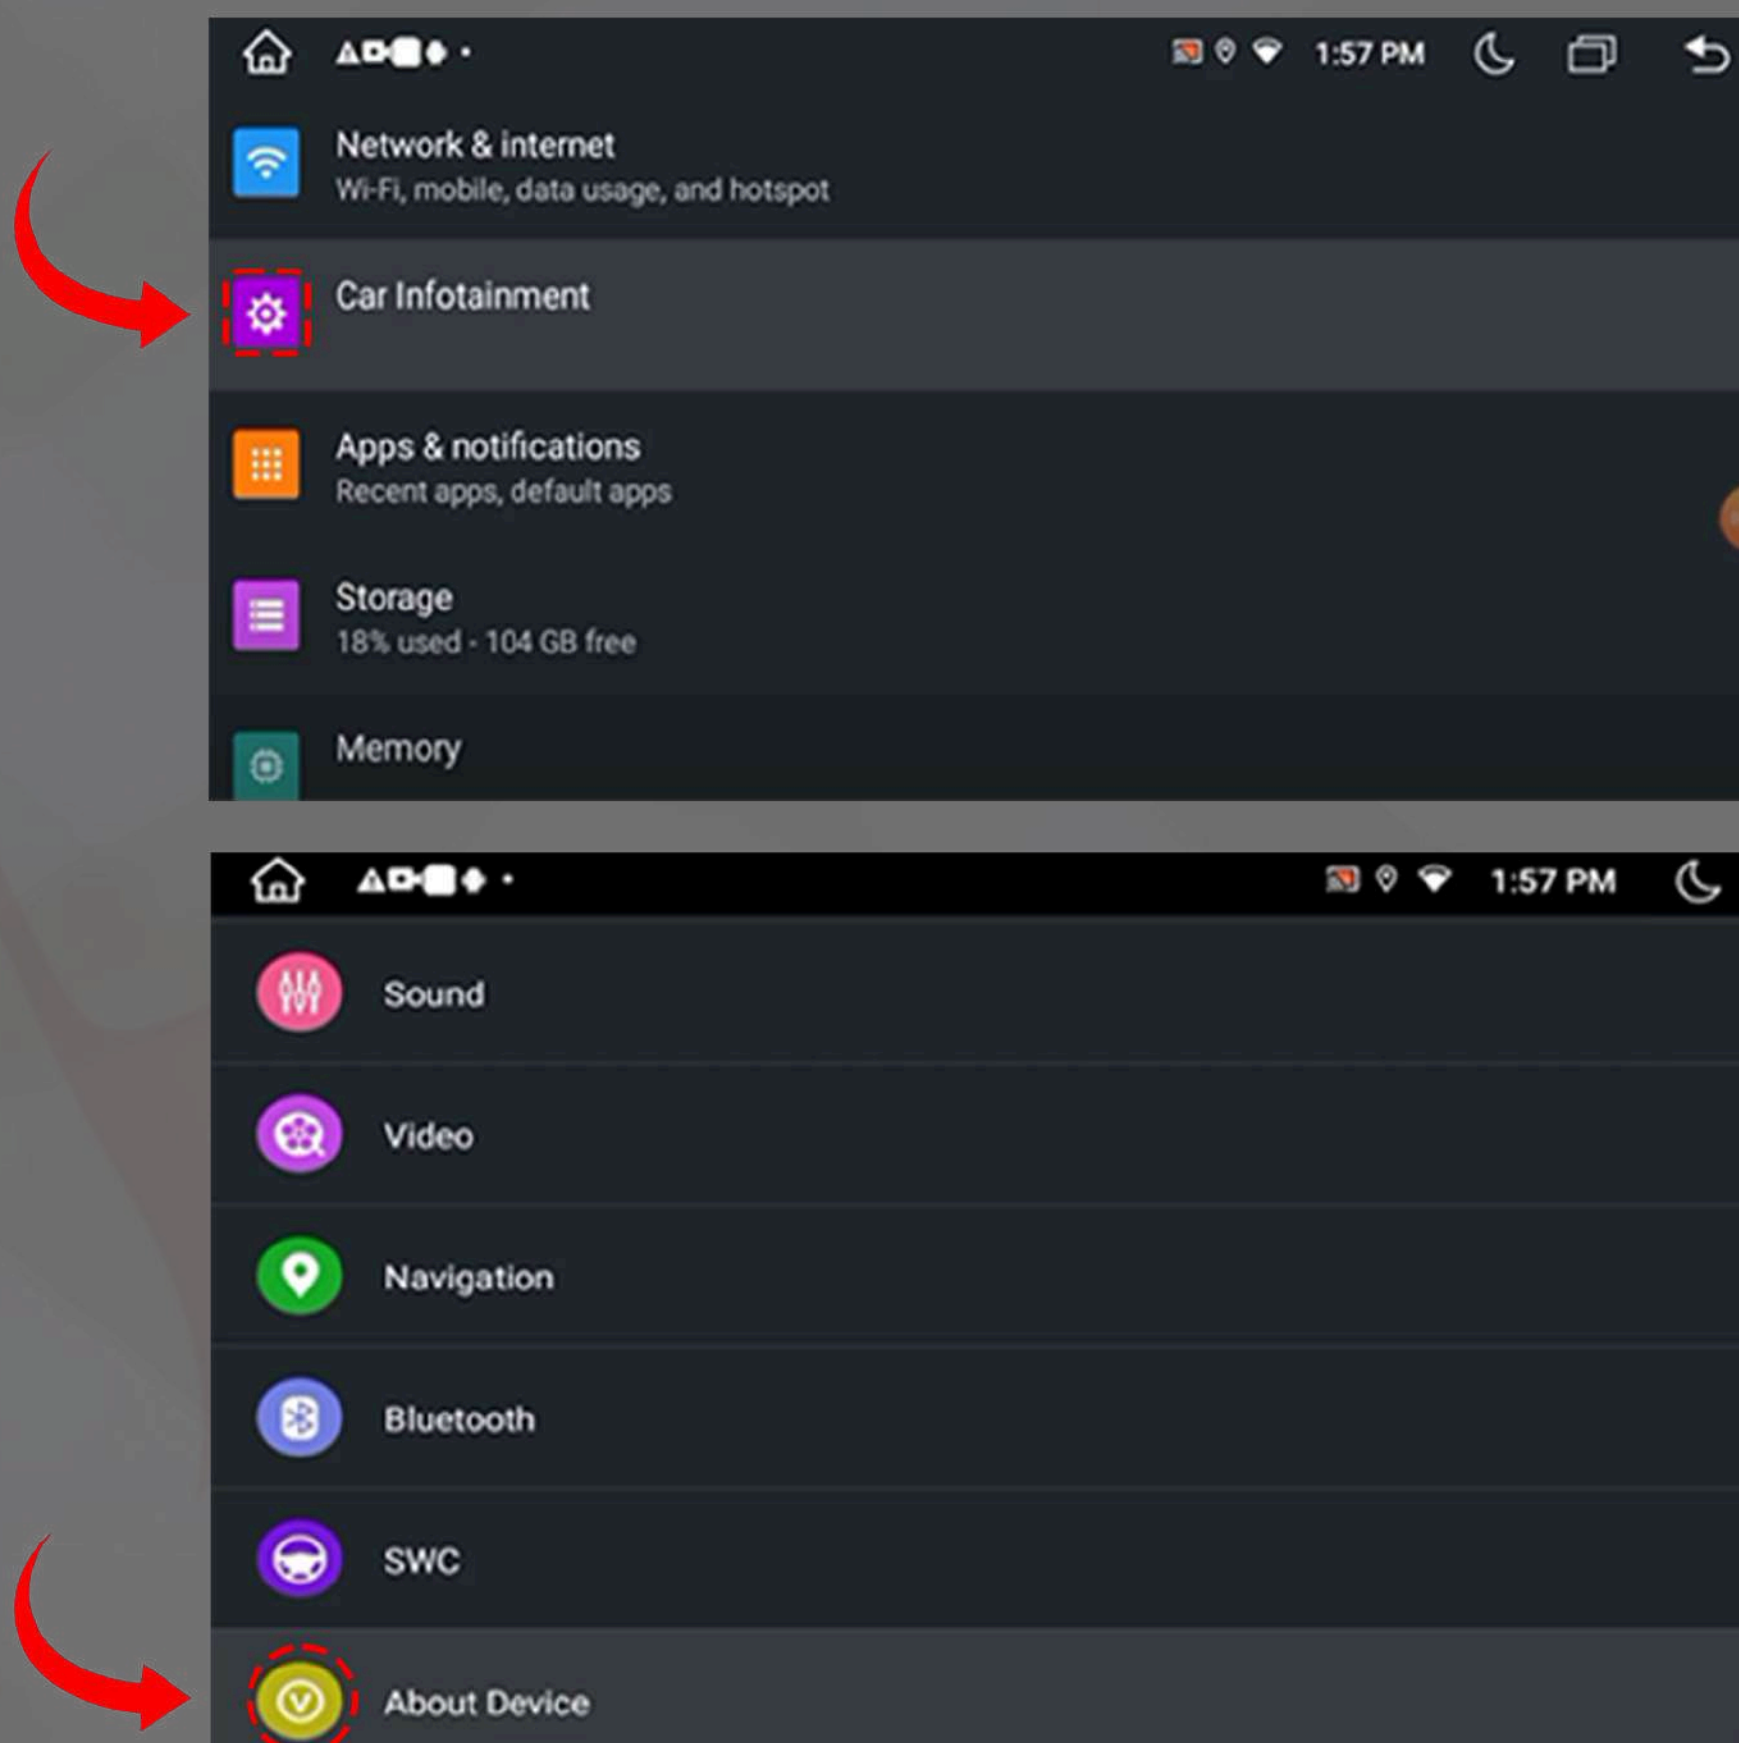 1:57 PM
Network & internet
Wi-Fi, mobile, data usage, and hotspot
Car Infotainment
Apps & notifications
Recent apps, default apps
Storage
18% used - 104 GB free
Memory
1:57 PM
Sound
Video
Navigation
Bluetooth
SWC
About Device